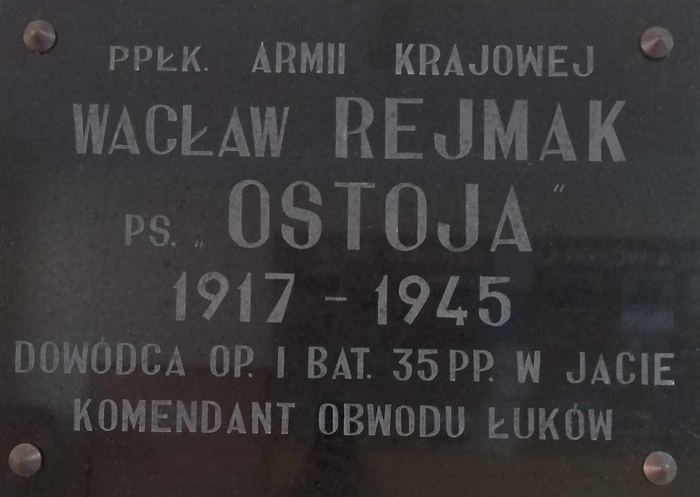 PPŁK. ARMII KRAJOWEJ
WACŁAW REJMAK
PS. „OSTOJA"
1917 - 1945
DOWÓDCA OP. I BAT. 35 PP. W JACIE
KOMENDANT OBWODU ŁUKÓW